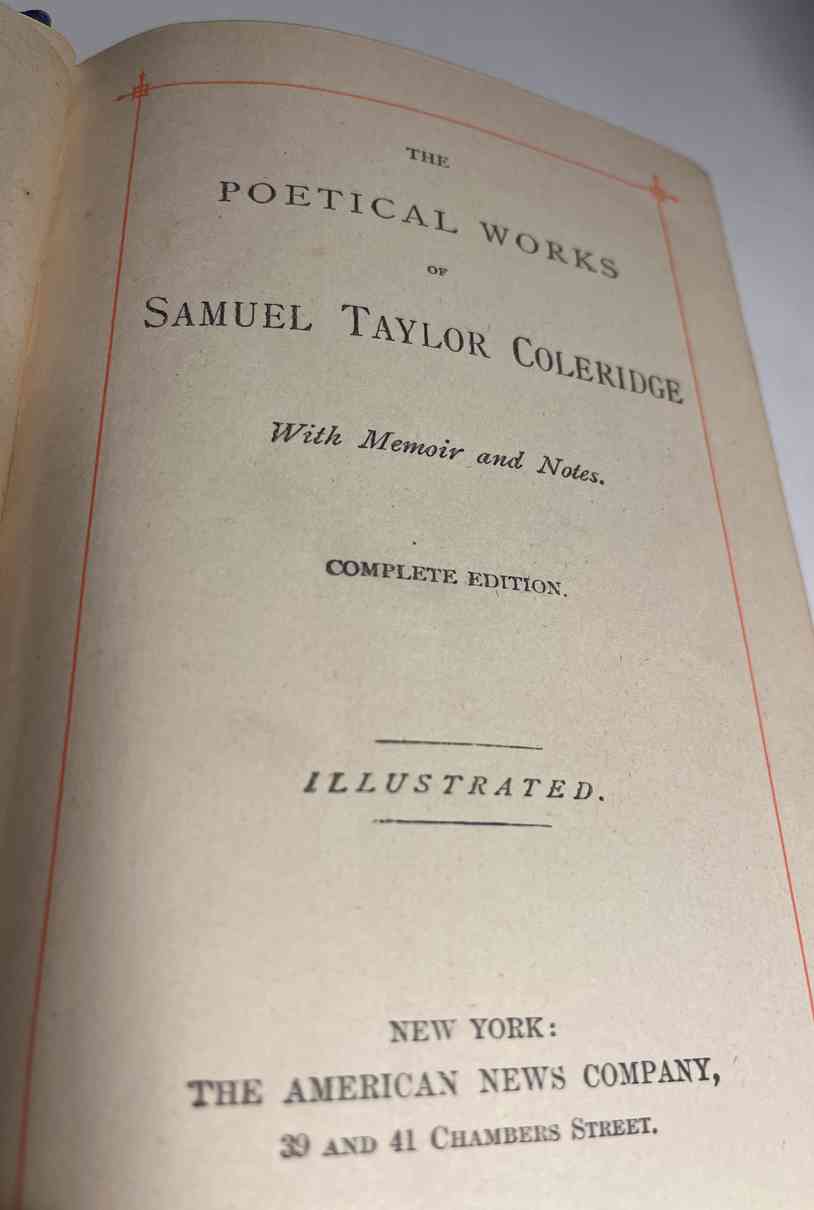 THE
POETICAL WORKS
OF
SAMUEL TAYLOR COLERIDGE
With Memoir and Notes.
COMPLETE EDITION.
ILLUSTRATED.
NEW YORK:
THE AMERICAN NEWS COMPANY,
39 AND 41 CHAMBERS STREET.